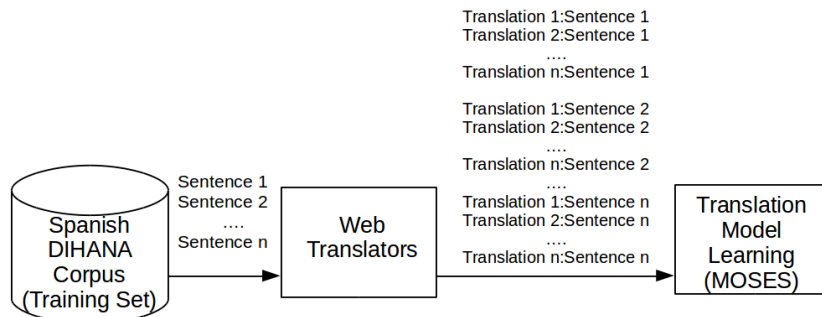 Spanish
DIHANA
Corpus
(Training Set)
Sentence 1
Sentence 2
....
Sentence n
Web
Translators
Translation 1:Sentence 1
Translation 2:Sentence 1
....
Translation n:Sentence 1
Translation 1:Sentence 2
Translation 2:Sentence 2
....
Translation n:Sentence 2
....
Translation 1:Sentence n
Translation 2:Sentence n
....
Translation n:Sentence n
Translation
Model
Learning
(MOSES)